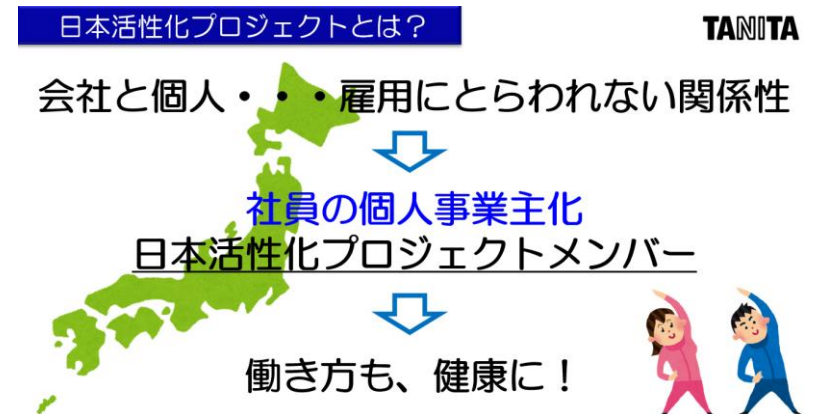 日本活性化プロジェクトとは？
TANITA
会社と個人・・・雇用にとらわれない関係性
社員の個人事業主化
日本活性化プロジェクトメンバー
働き方も、健康に！